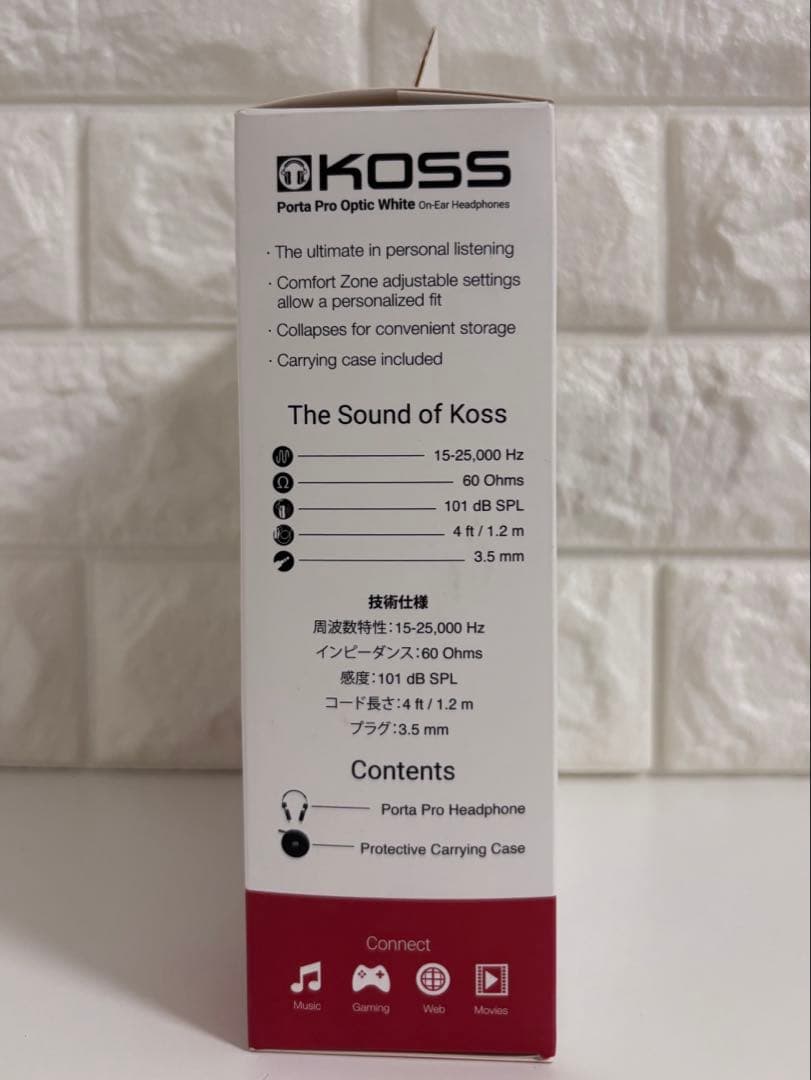 KOSS
Porta Pro Optic White On-Ear Headphones
· The ultimate in personal listening
· Comfort Zone adjustable settings
allow a personalized fit
· Collapses for convenient storage
· Carrying case included
The Sound of Koss
15-25,000 Hz
Ω 60 Ohms
101 dB SPL
4 ft / 1.2 m
3.5 mm
技術仕様
周波数特性:15-25,000 Hz
インピーダンス:60 Ohms
感度:101 dB SPL
コード長さ:4 ft / 1.2 m
プラグ:3.5 mm
Contents
Porta Pro Headphone
Protective Carrying Case
Connect
Music Gaming Web Movies